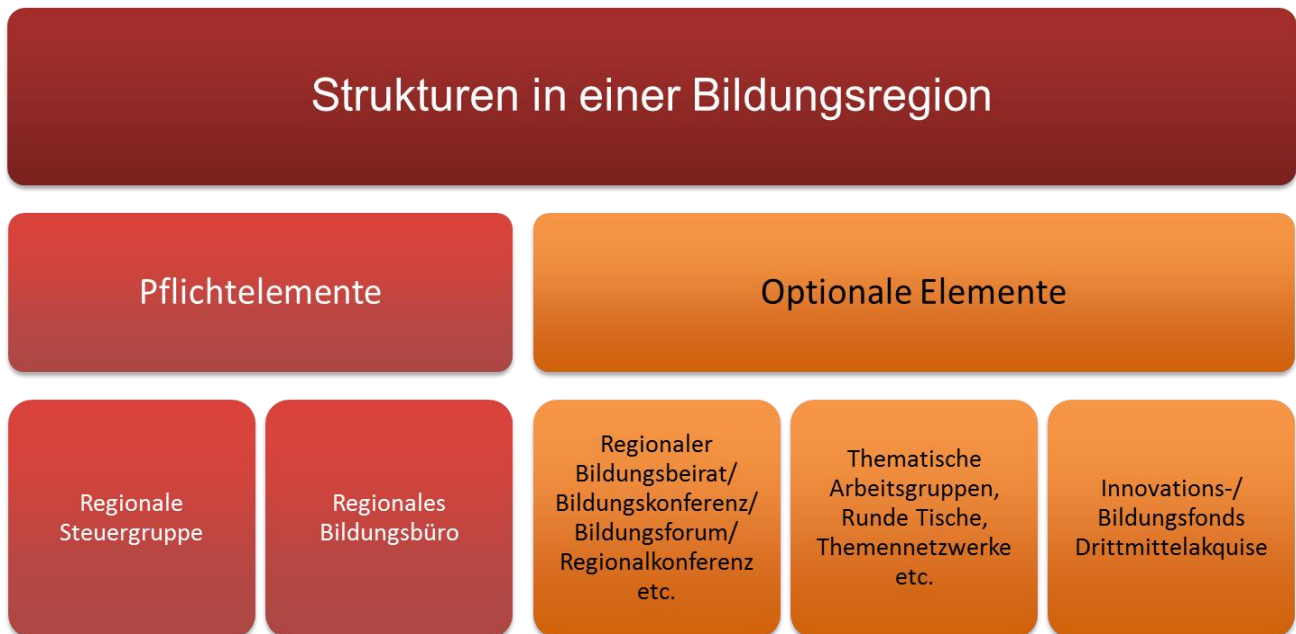 Strukturen in einer Bildungsregion
Pflichtelemente
Optionale Elemente
Regionale
Steuergruppe
Regionales
Bildungsbüro
Regionaler
Bildungsbeirat/
Bildungskonferenz/
Bildungsforum/
Regionalkonferenz
etc.
Thematische
Arbeitsgruppen,
Runde Tische,
Themennetzwerke
etc.
Innovations-/
Bildungsfonds
Drittmittelakquise